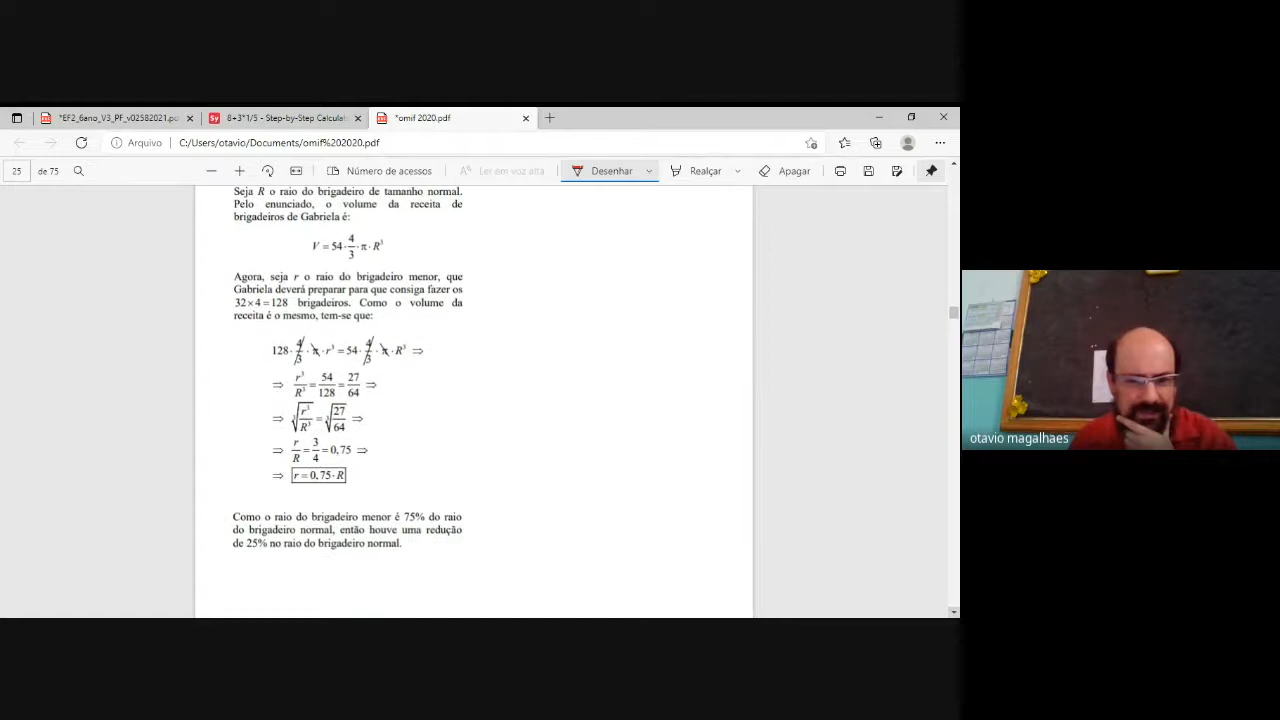 *EF2_6ano_V3_PF_v02582021.pd
8+3*1/5 - Step-by-Step Calculat
*omif 2020.pdf
Arquivo
C:/Users/otavio/Documents/omif%202020.pdf
25
de 75
Número de acessos
Ler em voz alta
Desenhar
Realçar
Apagar
Seja R o raio do brigadeiro de tamanho normal.
Pelo enunciado, o volume da receita de
brigadeiros de Gabriela é:
V = 54 · 4/3 · π · R³
Agora, seja r o raio do brigadeiro menor, que
Gabriela deverá preparar para que consiga fazer os
32 × 4 = 128 brigadeiros. Como o volume da
receita é o mesmo, tem-se que:
128 · 4/3 · π · r³ = 54 · 4/3 · π · R³ ⇒
⇒ r³/R³ = 54/128 = 27/64 ⇒
⇒ ∛(r³/R³) = ∛(27/64) ⇒
⇒ r/R = 3/4 = 0,75 ⇒
⇒ r = 0,75 · R
Como o raio do brigadeiro menor é 75% do raio
do brigadeiro normal, então houve uma redução
de 25% no raio do brigadeiro normal.
otavio magalhaes